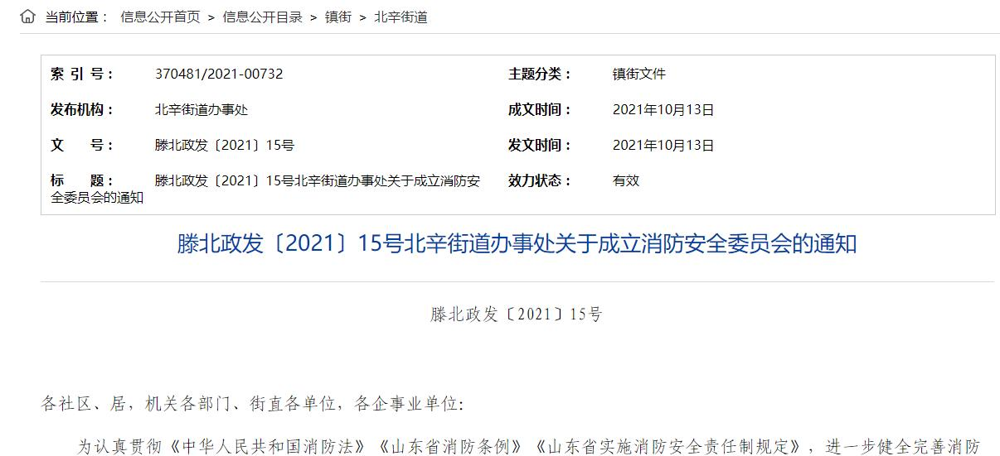 当前位置： 信息公开首页 > 信息公开目录 > 镇街 > 北辛街道
索 引 号： 370481/2021-00732 主题分类： 镇街文件
发布机构： 北辛街道办事处 成文时间： 2021年10月13日
文 号： 滕北政发〔2021〕15号 发文时间： 2021年10月13日
标 题： 滕北政发〔2021〕15号北辛街道办事处关于成立消防安 效力状态： 有效
全委员会的通知
滕北政发〔2021〕15号北辛街道办事处关于成立消防安全委员会的通知
滕北政发〔2021〕15号
各社区、居，机关各部门、街直各单位，各企事业单位：
为认真贯彻《中华人民共和国消防法》《山东省消防条例》《山东省实施消防安全责任制规定》，进一步健全完善消防